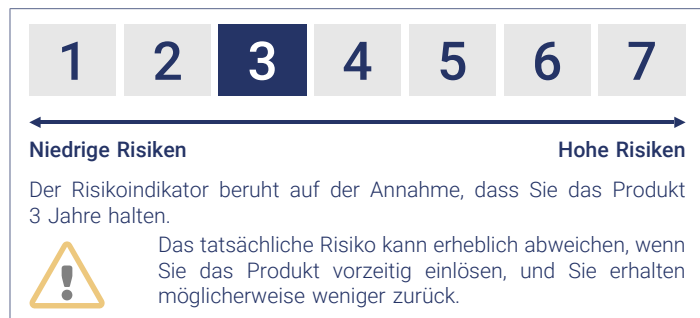 1 2 3 4 5 6 7
Niedrige Risiken Hohe Risiken
Der Risikoindikator beruht auf der Annahme, dass Sie das Produkt
3 Jahre halten.
Das tatsächliche Risiko kann erheblich abweichen, wenn
Sie das Produkt vorzeitig einlösen, und Sie erhalten
möglicherweise weniger zurück.